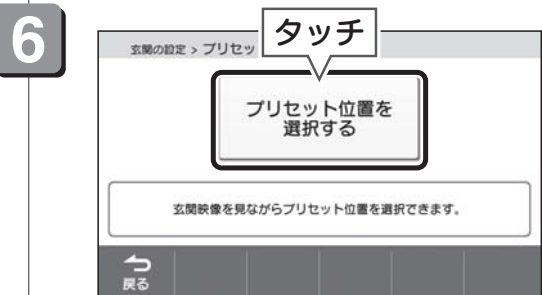 6
タッチ
玄関の設定 > プリセッ
プリセット位置を
選択する
玄関映像を見ながらプリセット位置を選択できます。
戻る